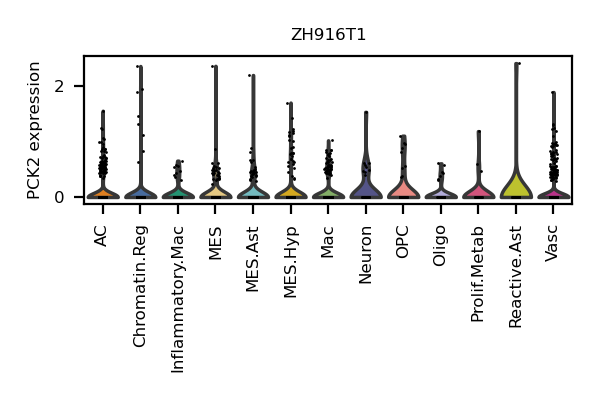 ZH916T1
PCK2 expression
2
0
AC
Chromatin.Reg
Inflammatory.Mac
MES
MES.Ast
MES.Hyp
Mac
Neuron
OPC
Oligo
Prolif.Metab
Reactive.Ast
Vasc